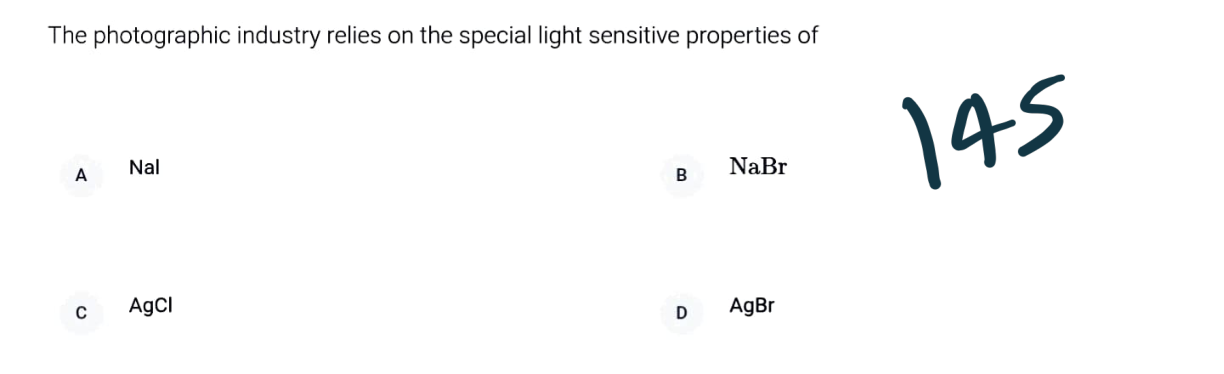 The photographic industry relies on the special light sensitive properties of
145
A NaI
B NaBr
C AgCl
D AgBr